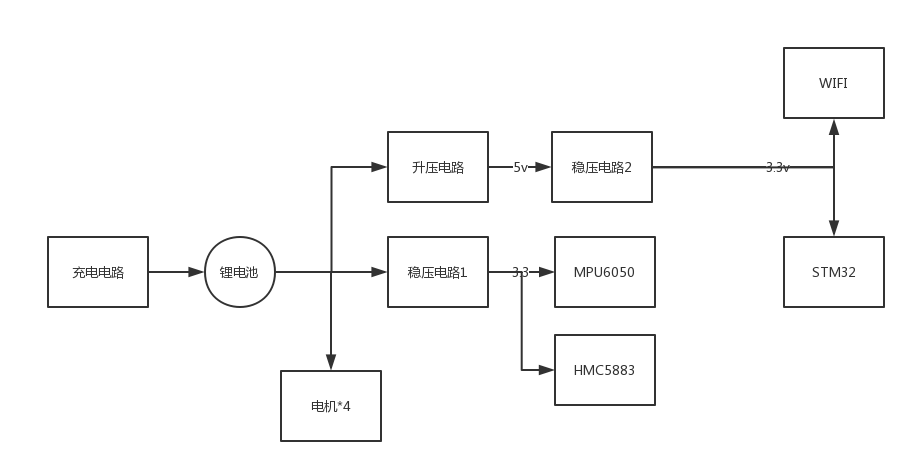 WIFI
升压电路
5v
稳压电路2
3.3v
充电电路
锂电池
稳压电路1
3.3
MPU6050
STM32
HMC5883
电机*4